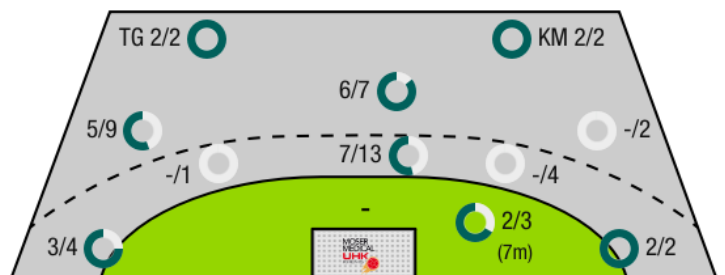 TG 2/2
KM 2/2
6/7
5/9
-/2
7/13
-/1
-/4
-
2/3
(7m)
3/4
2/2
MOSER
MEDICAL
UHK